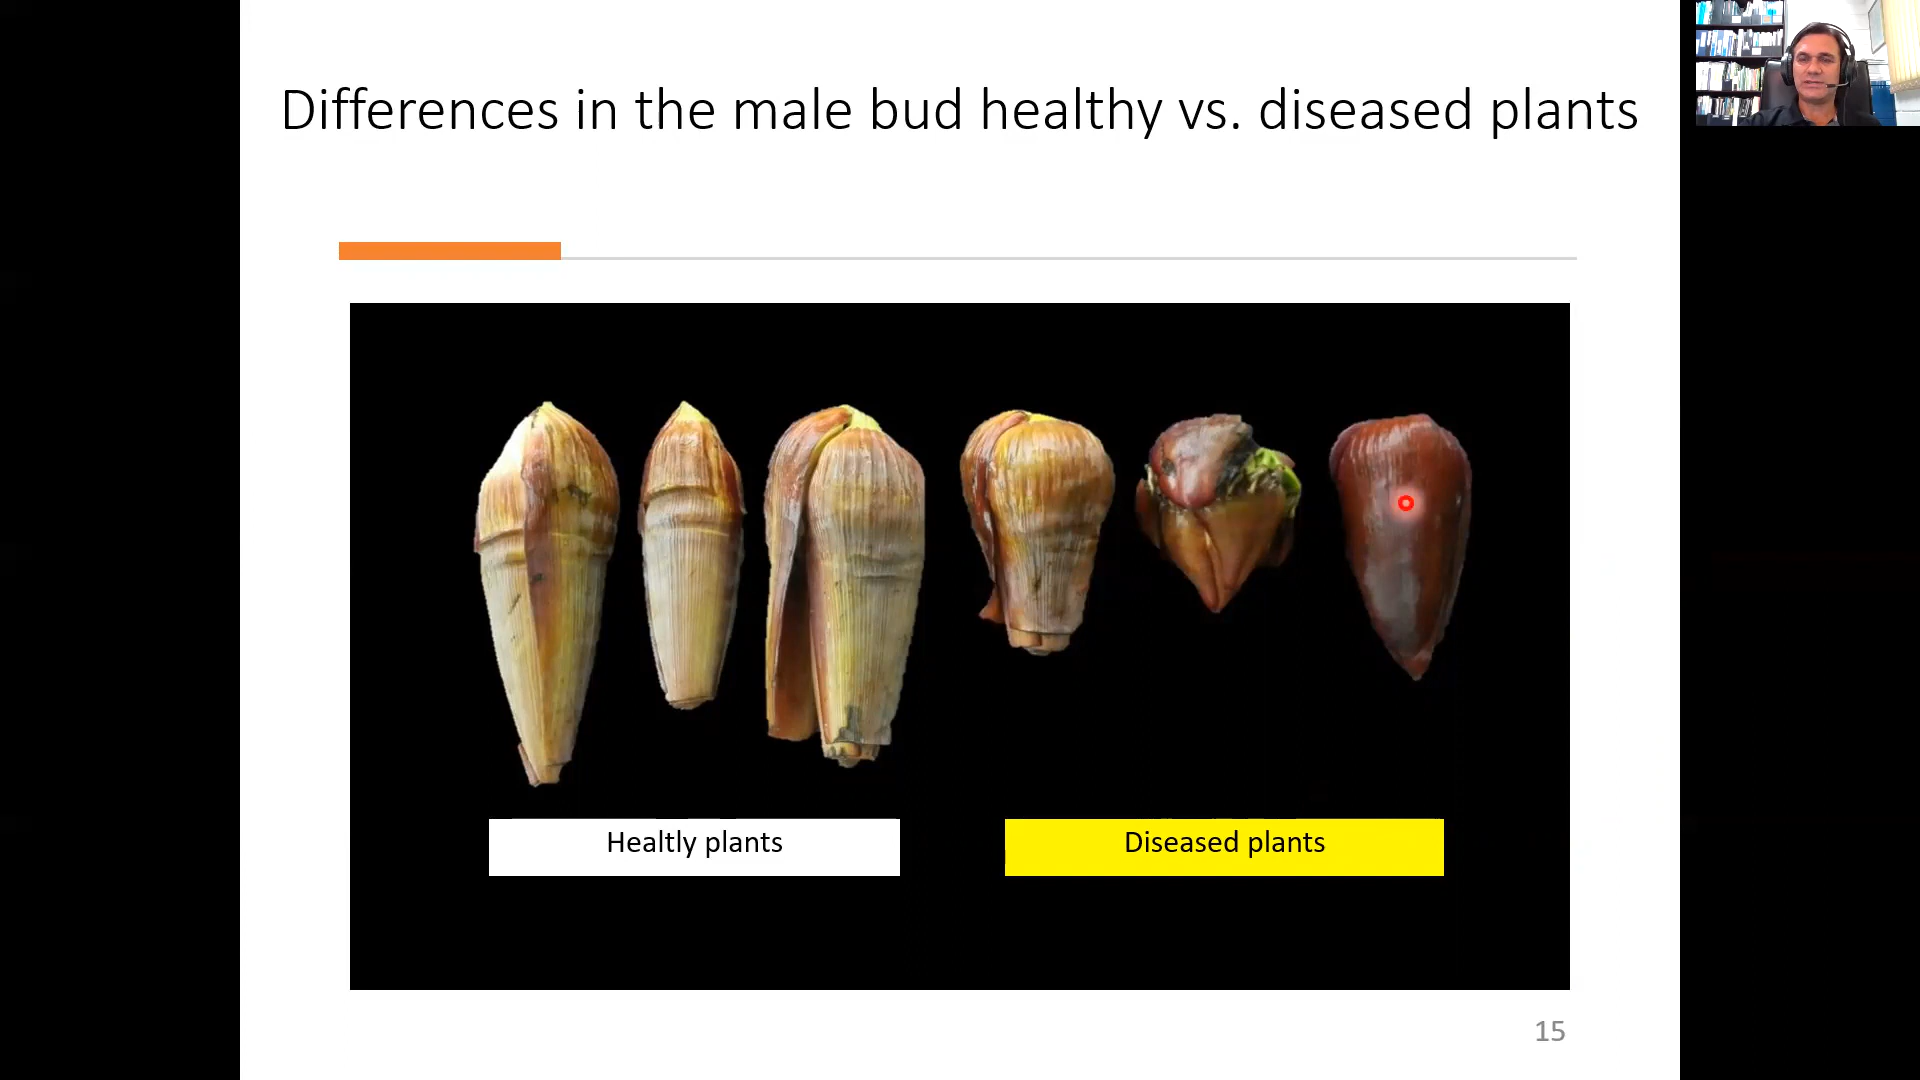 Differences in the male bud healthy vs. diseased plants
Healtly plants
Diseased plants
15